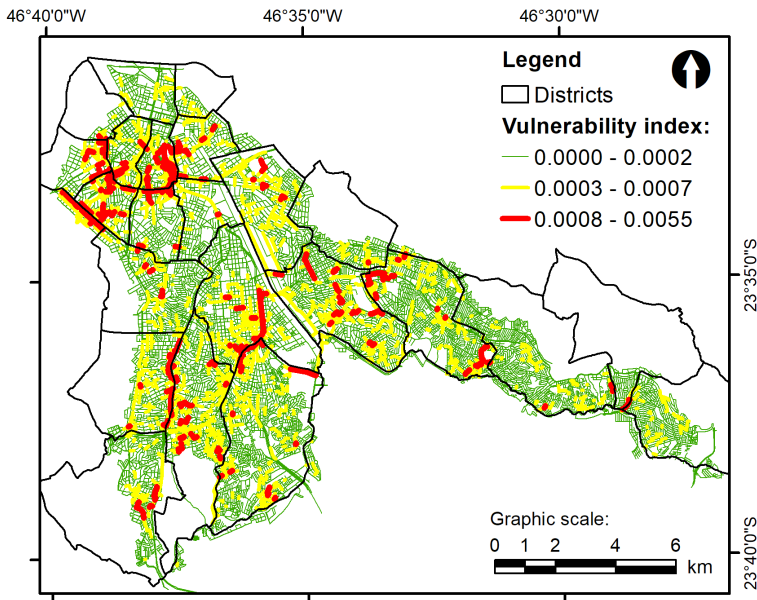 46°40'0"W 46°35'0"W 46°30'0"W
Legend
Districts
Vulnerability index:
0.0000 - 0.0002
0.0003 - 0.0007
0.0008 - 0.0055
23°35'0"S
Graphic scale:
0 1 2 4 6
km
23°40'0"S